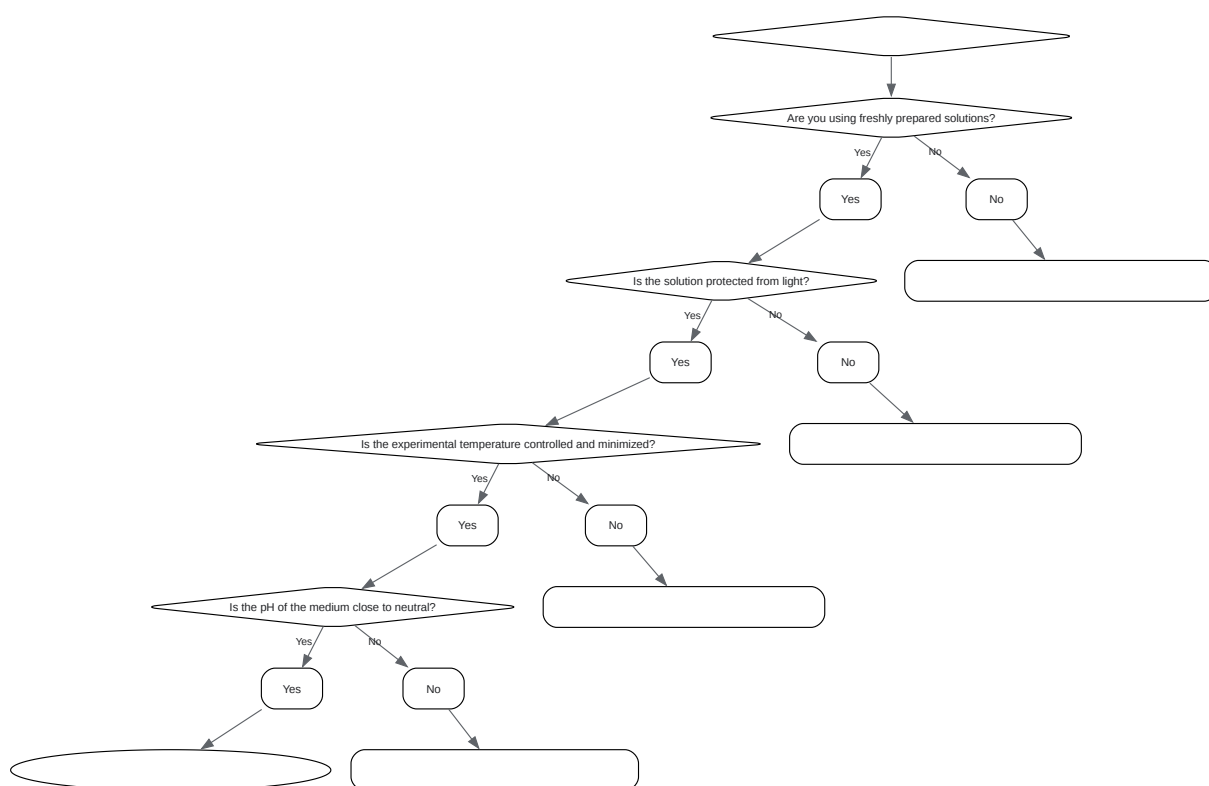 Are you using freshly prepared solutions?
Yes
No
Yes
No
Is the solution protected from light?
Yes
No
Yes
No
Is the experimental temperature controlled and minimized?
Yes
No
Yes
No
Is the pH of the medium close to neutral?
Yes
No
Yes
No